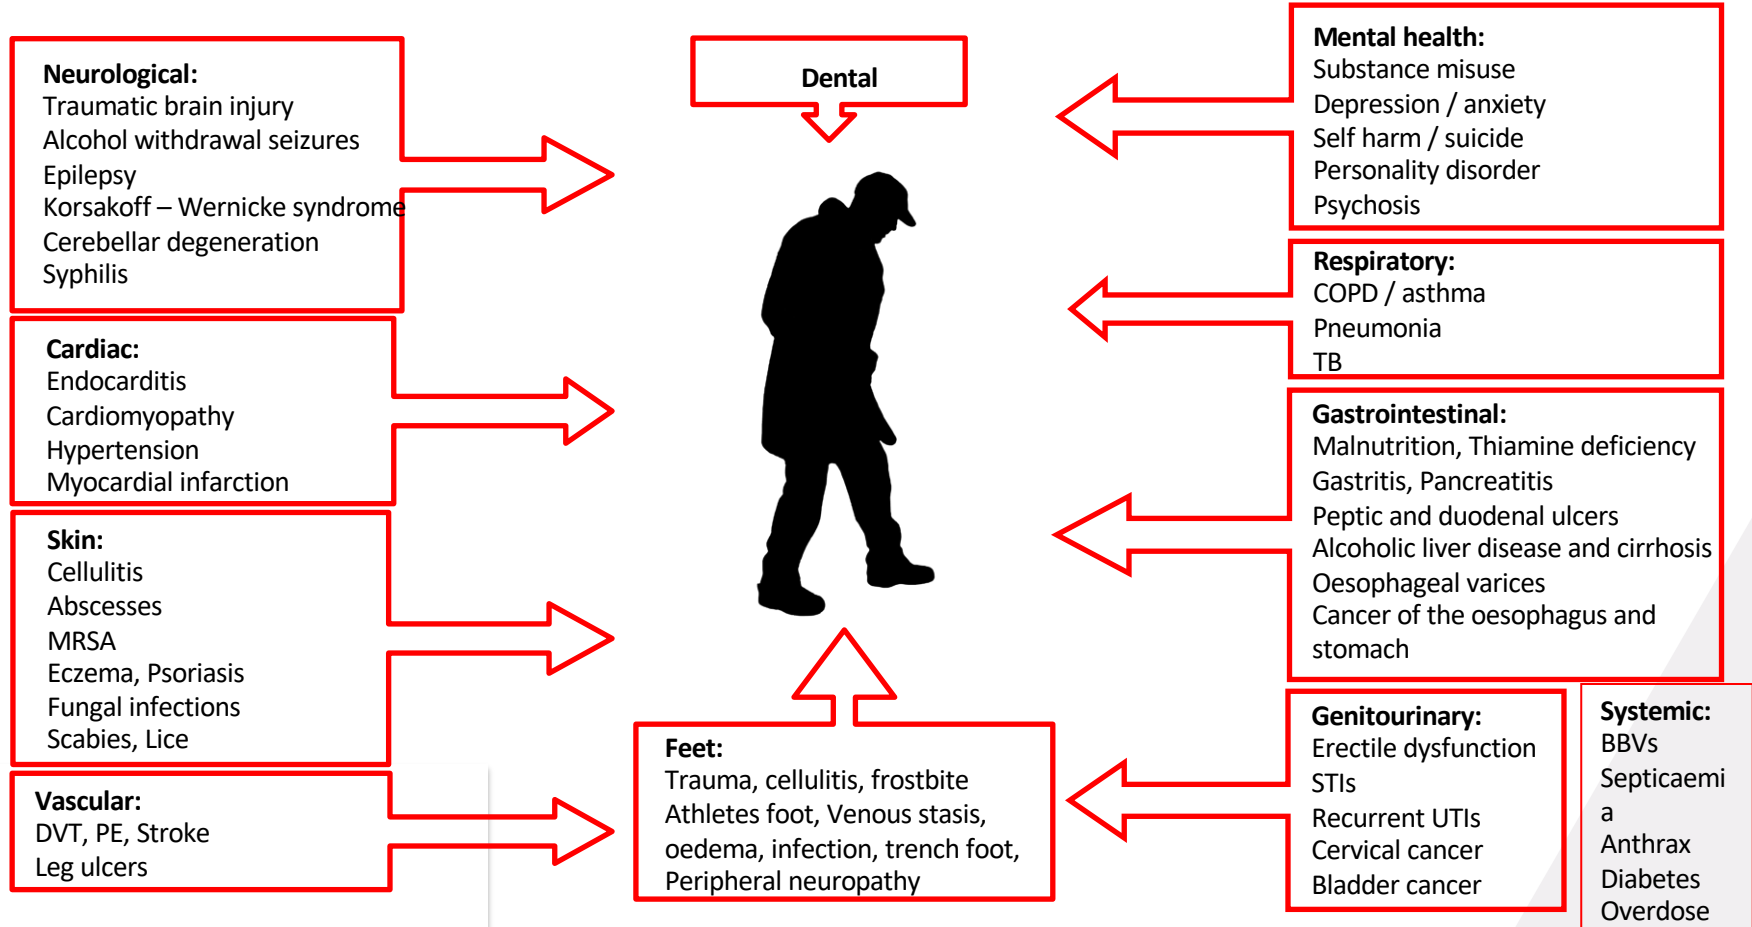 Neurological:
Traumatic brain injury
Alcohol withdrawal seizures
Epilepsy
Korsakoff – Wernicke syndrome
Cerebellar degeneration
Syphilis
Cardiac:
Endocarditis
Cardiomyopathy
Hypertension
Myocardial infarction
Skin:
Cellulitis
Abscesses
MRSA
Eczema, Psoriasis
Fungal infections
Scabies, Lice
Vascular:
DVT, PE, Stroke
Leg ulcers
Dental
Feet:
Trauma, cellulitis, frostbite
Athletes foot, Venous stasis,
oedema, infection, trench foot,
Peripheral neuropathy
Mental health:
Substance misuse
Depression / anxiety
Self harm / suicide
Personality disorder
Psychosis
Respiratory:
COPD / asthma
Pneumonia
TB
Gastrointestinal:
Malnutrition, Thiamine deficiency
Gastritis, Pancreatitis
Peptic and duodenal ulcers
Alcoholic liver disease and cirrhosis
Oesophageal varices
Cancer of the oesophagus and
stomach
Genitourinary:
Erectile dysfunction
STIs
Recurrent UTIs
Cervical cancer
Bladder cancer
Systemic:
BBVs
Septicaemi
a
Anthrax
Diabetes
Overdose